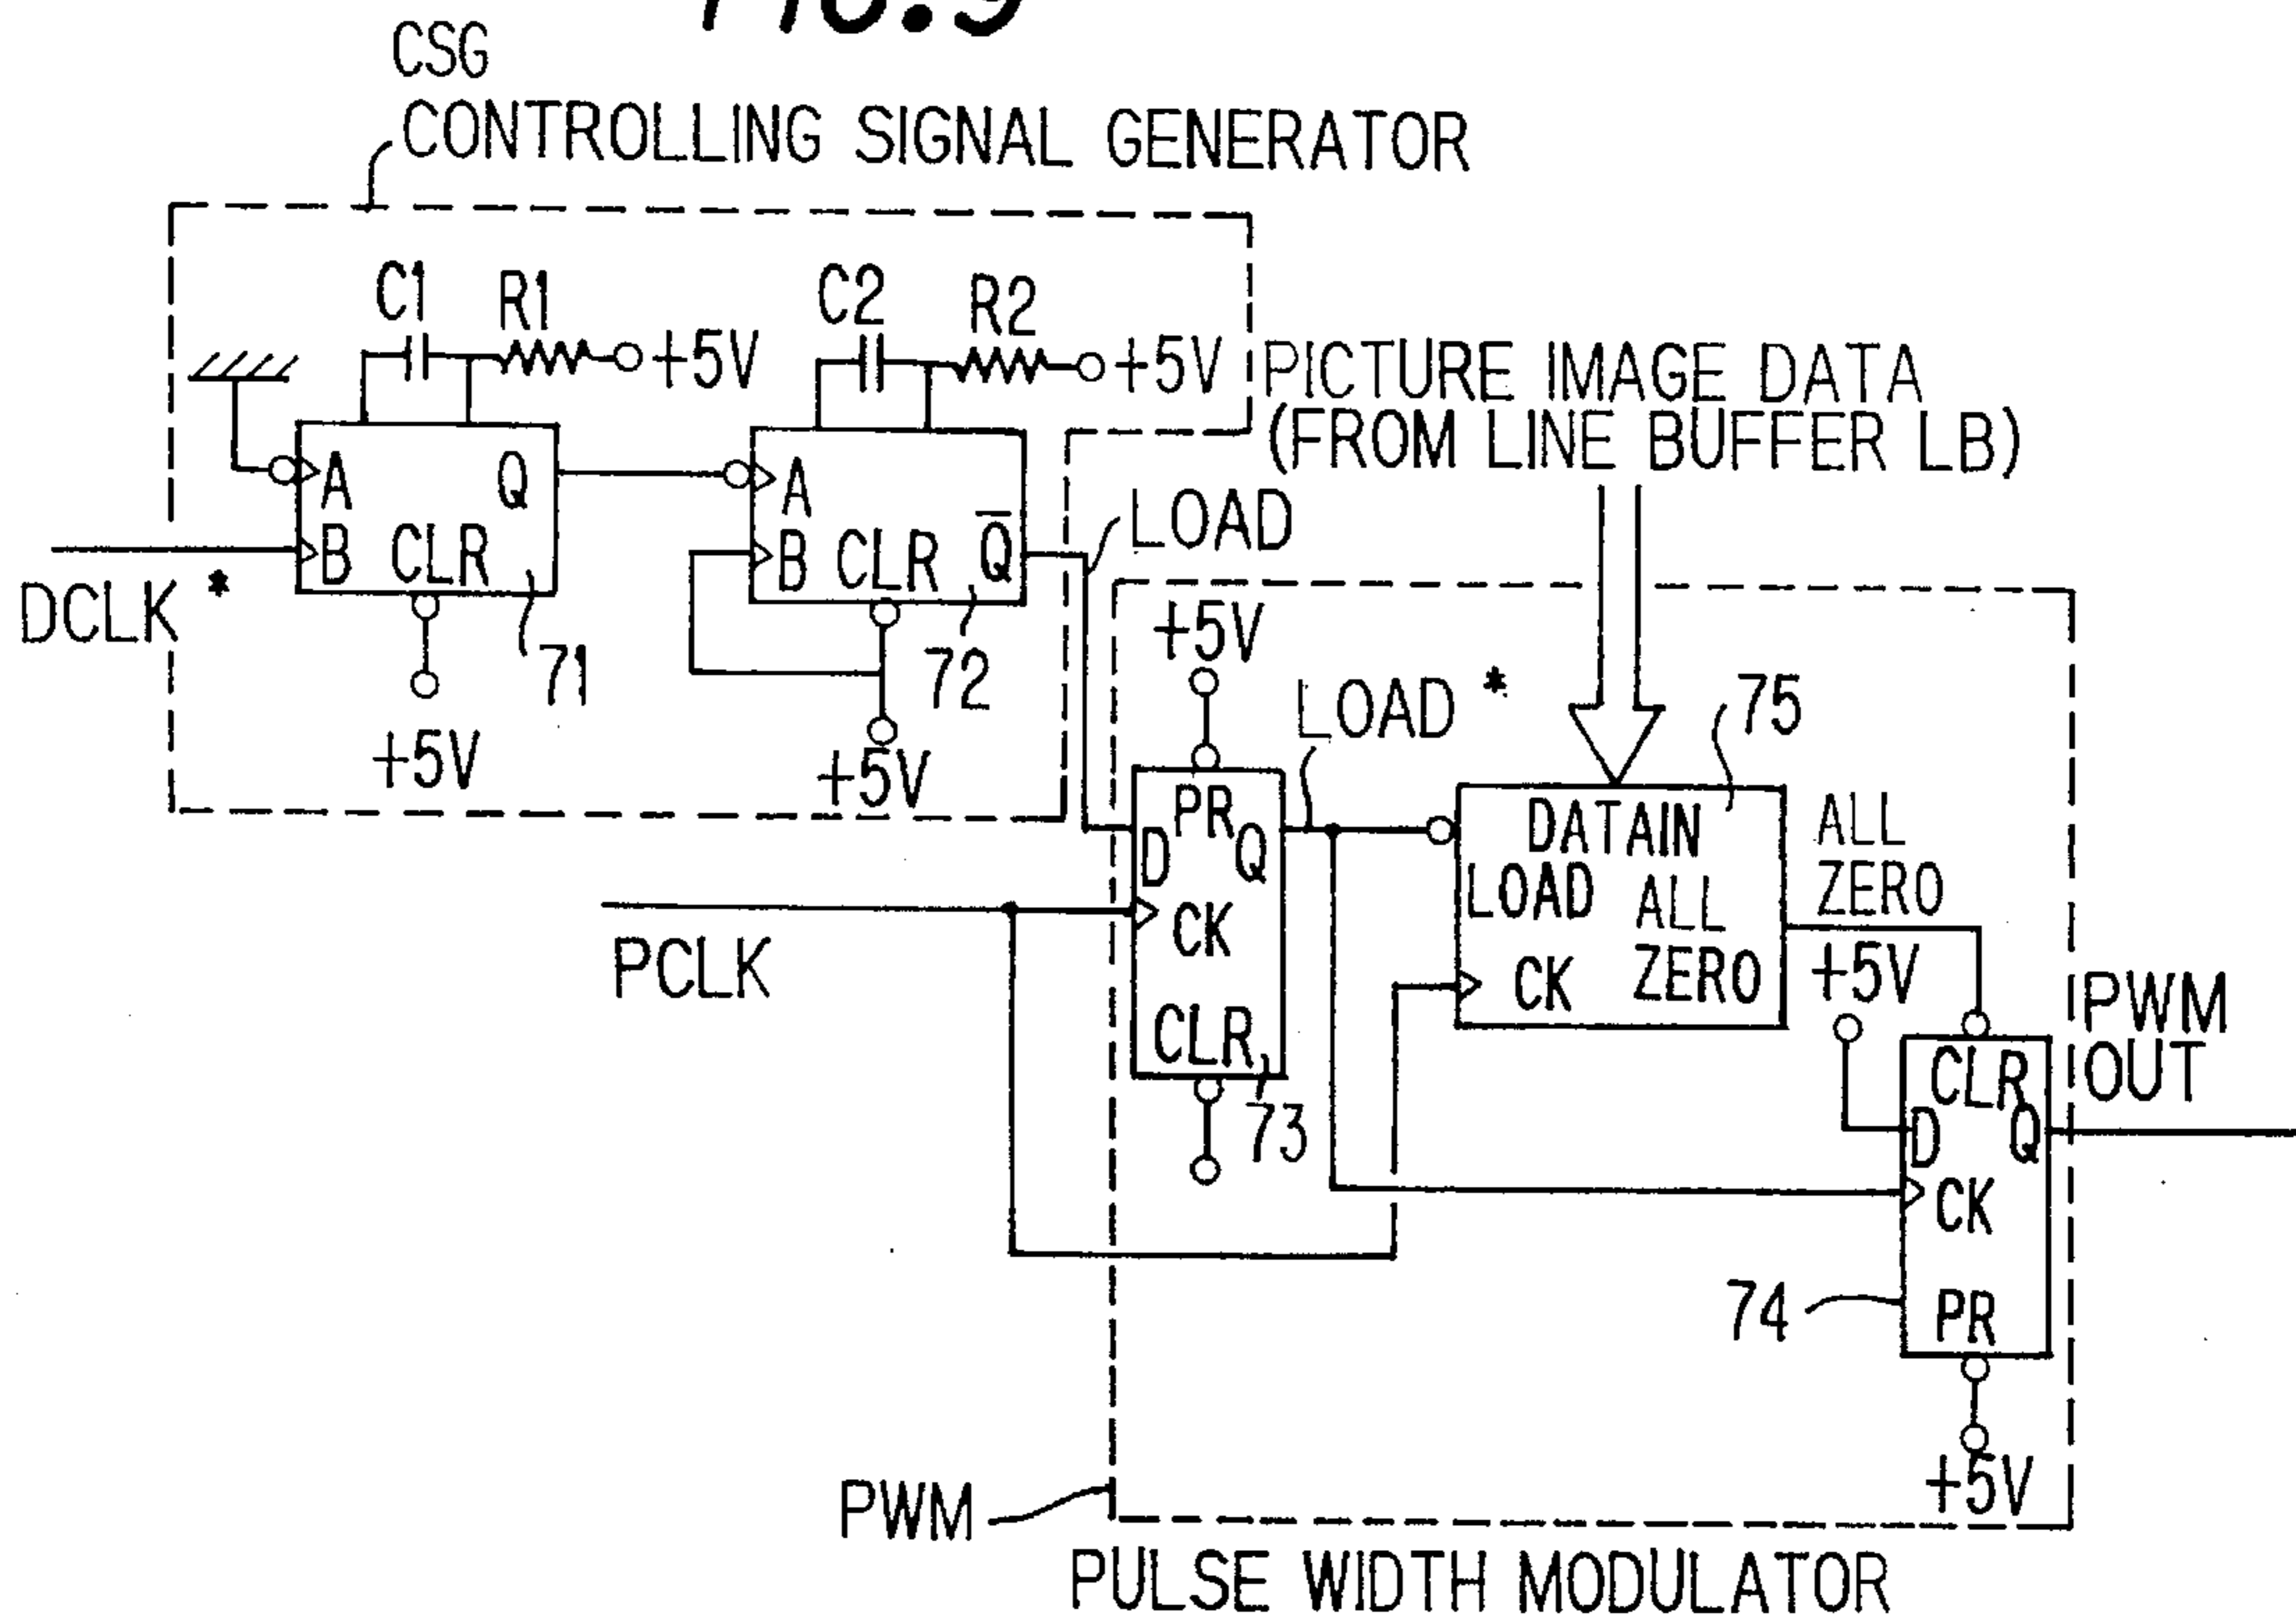 CSG
CONTROLLING SIGNAL GENERATOR
C1
R1
+5V
C2
R2
+5V
A
Q
B
CLR
71
DCLK *
+5V
A
B
CLR
Q̅
72
+5V
LOAD
PICTURE IMAGE DATA
(FROM LINE BUFFER LB)
+5V
LOAD *
75
PR
D
Q
CK
CLR
73
PCLK
DATAIN
LOAD
ALL
ZERO
CK
ALL
ZERO
+5V
CLR
D
Q
CK
PR
74
+5V
PWM
OUT
PWM
PULSE WIDTH MODULATOR